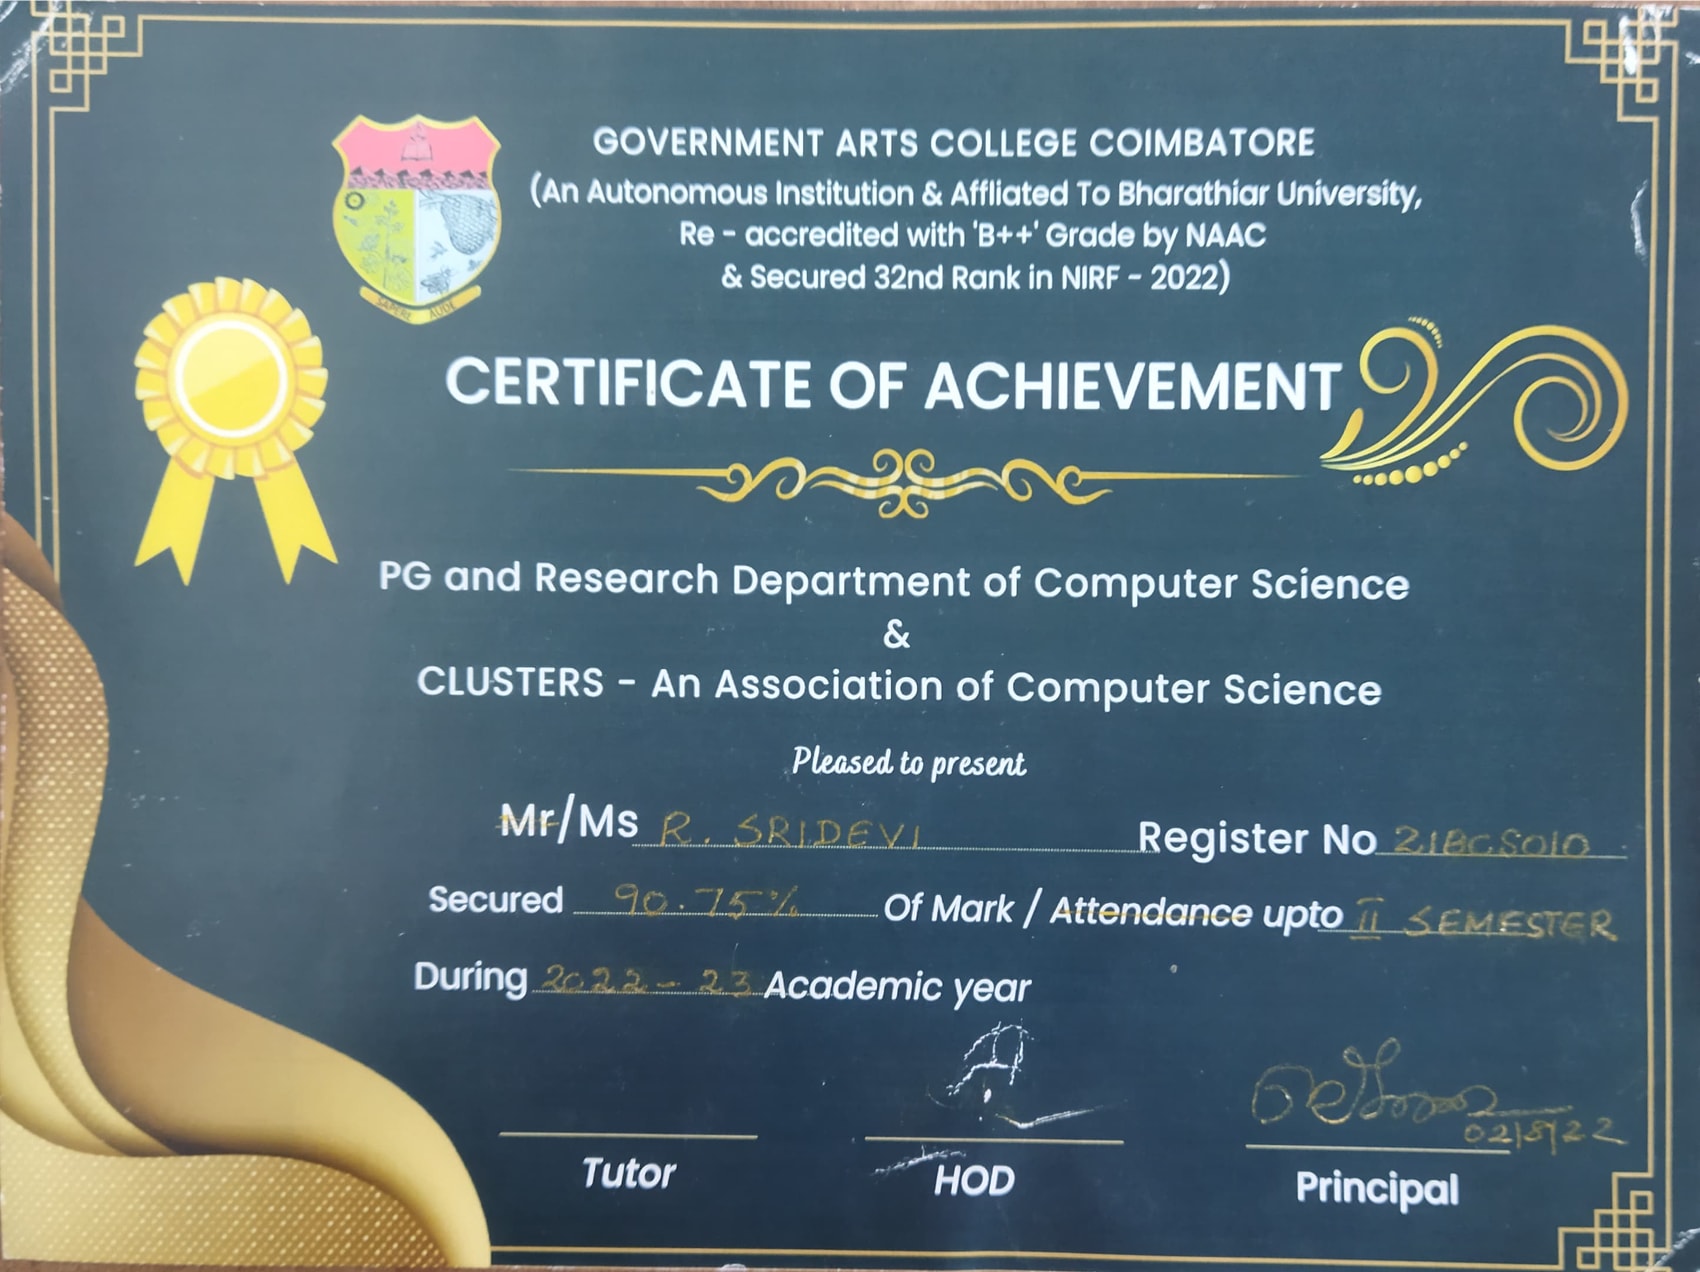 GOVERNMENT ARTS COLLEGE COIMBATORE
(An Autonomous Institution & Affliated To Bharathiar University,
Re - accredited with 'B++' Grade by NAAC
& Secured 32nd Rank in NIRF - 2022)
SAPERE AUDE
CERTIFICATE OF ACHIEVEMENT
PG and Research Department of Computer Science
&
CLUSTERS - An Association of Computer Science
Pleased to present
Mr/Ms R. SRIDEVI Register No 21BCS010
Secured 90.75% Of Mark / Attendance upto II SEMESTER
During 2022 - 23 Academic year
02/8/22
Tutor HOD Principal